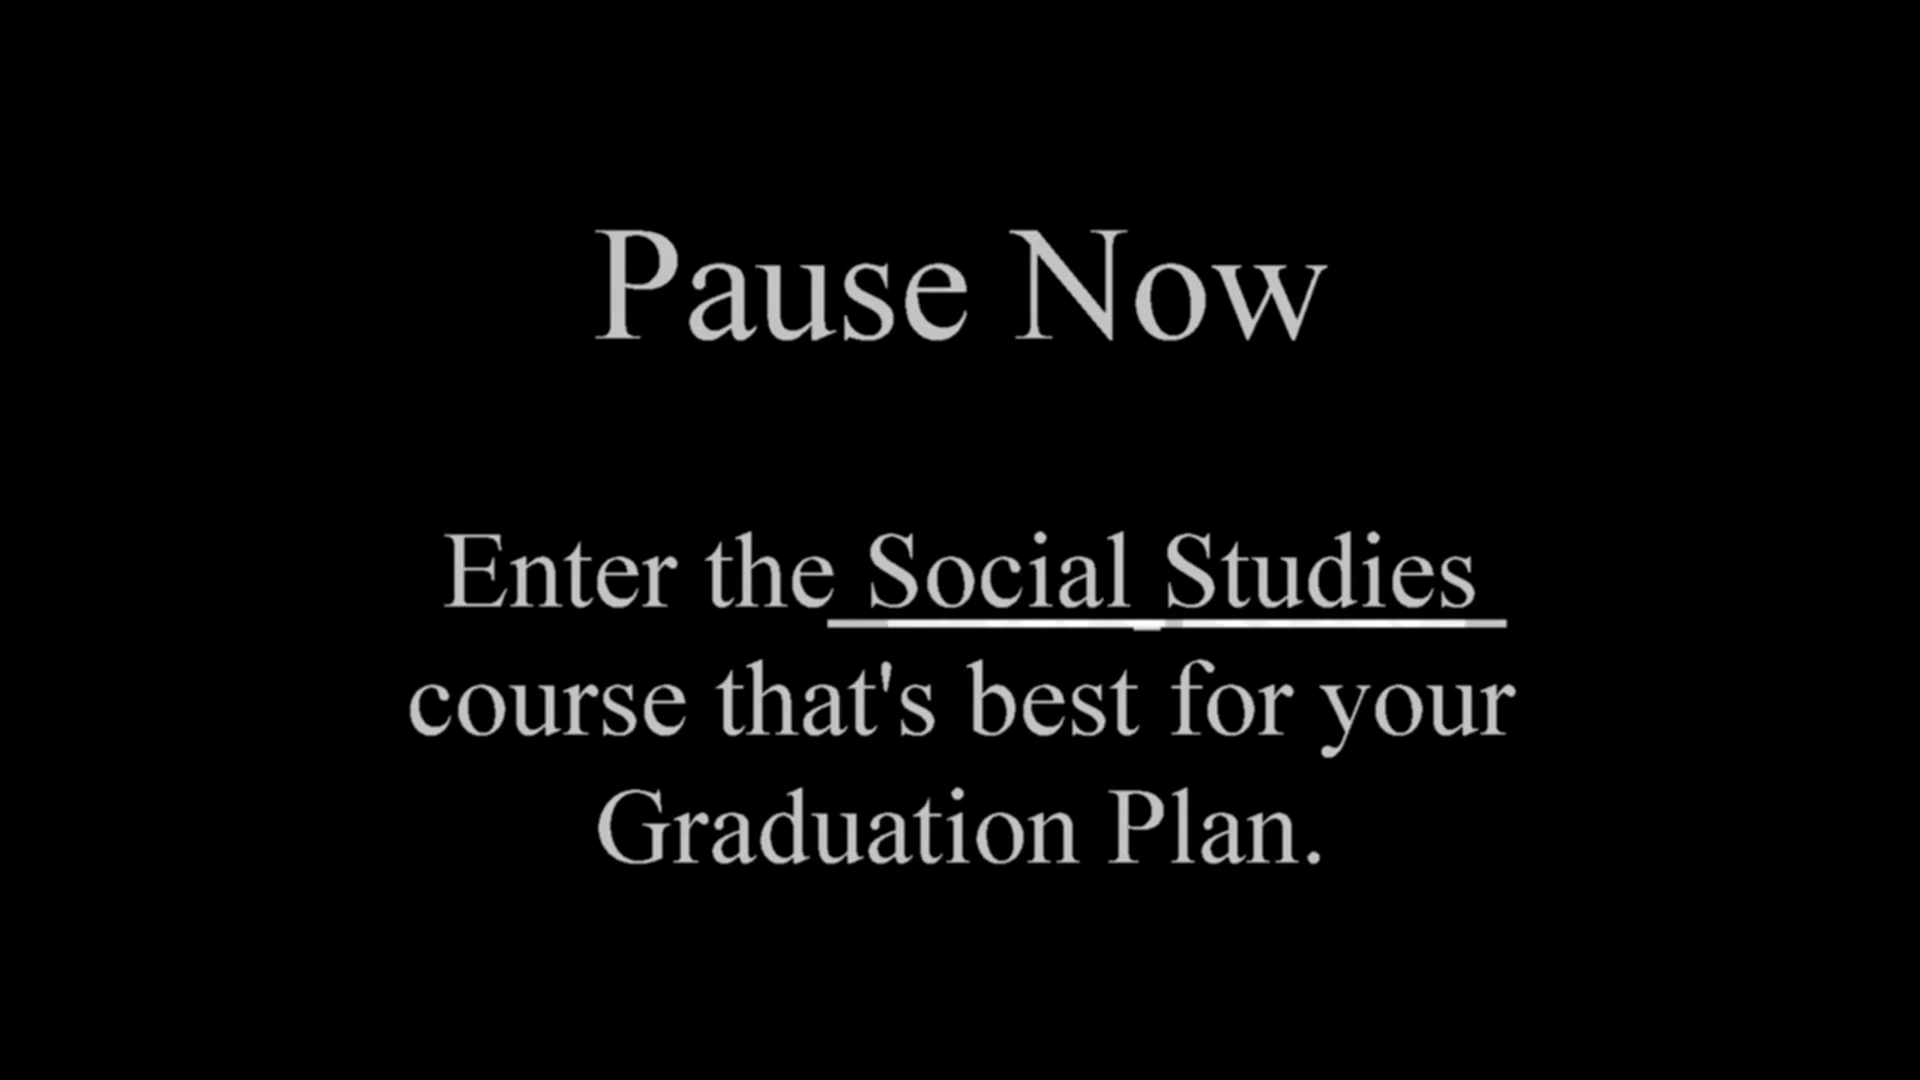 Pause Now
Enter the Social Studies
course that's best for your
Graduation Plan.